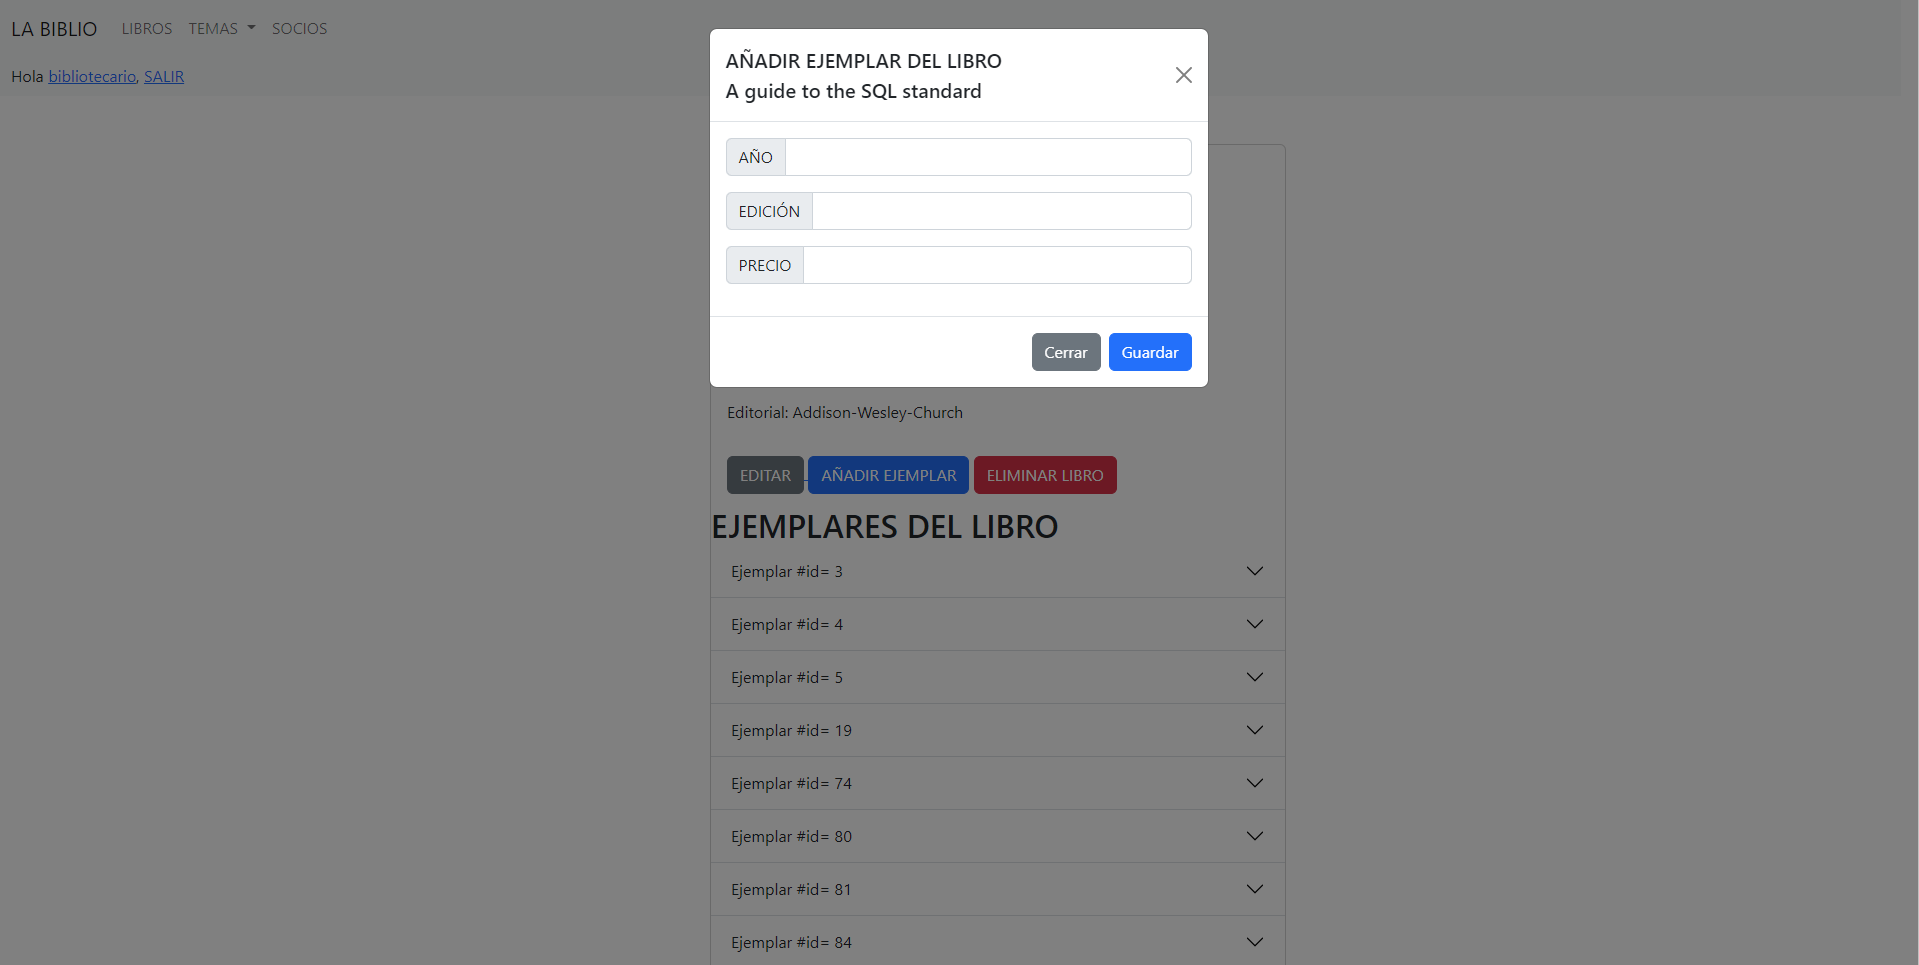 LA BIBLIO LIBROS TEMAS SOCIOS
Hola bibliotecario, SALIR
AÑADIR EJEMPLAR DEL LIBRO
A guide to the SQL standard
AÑO
EDICIÓN
PRECIO
Cerrar Guardar
Editorial: Addison-Wesley-Church
EDITAR AÑADIR EJEMPLAR ELIMINAR LIBRO
EJEMPLARES DEL LIBRO
Ejemplar #id= 3
Ejemplar #id= 4
Ejemplar #id= 5
Ejemplar #id= 19
Ejemplar #id= 74
Ejemplar #id= 80
Ejemplar #id= 81
Ejemplar #id= 84